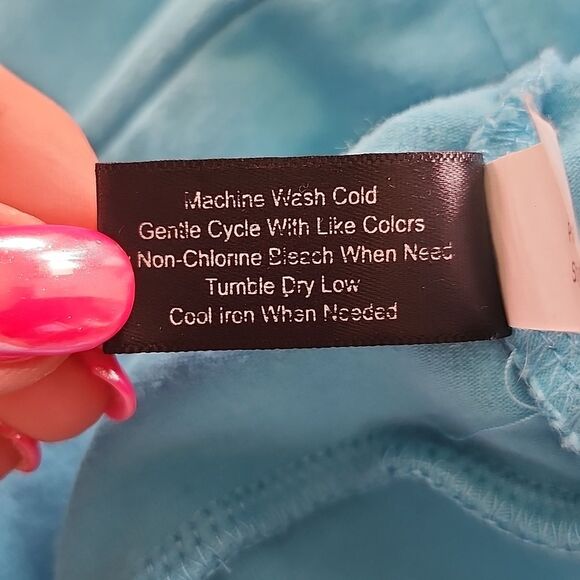 Machine Wash Cold
Gentle Cycle With Like Colors
Non-Chlorine Bleach When Need
Tumble Dry Low
Cool Iron When Needed